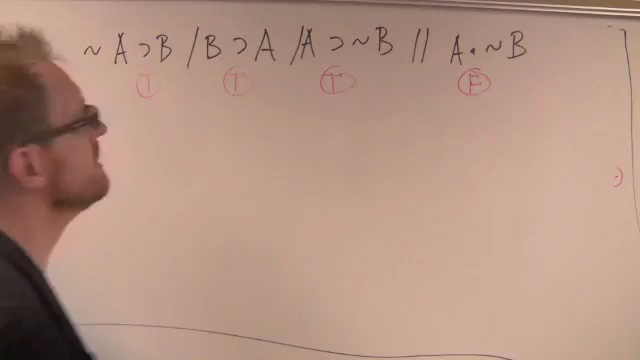 ~ A ⊃ B / B ⊃ A / A ⊃ ~ B // A • ~ B
T T T F